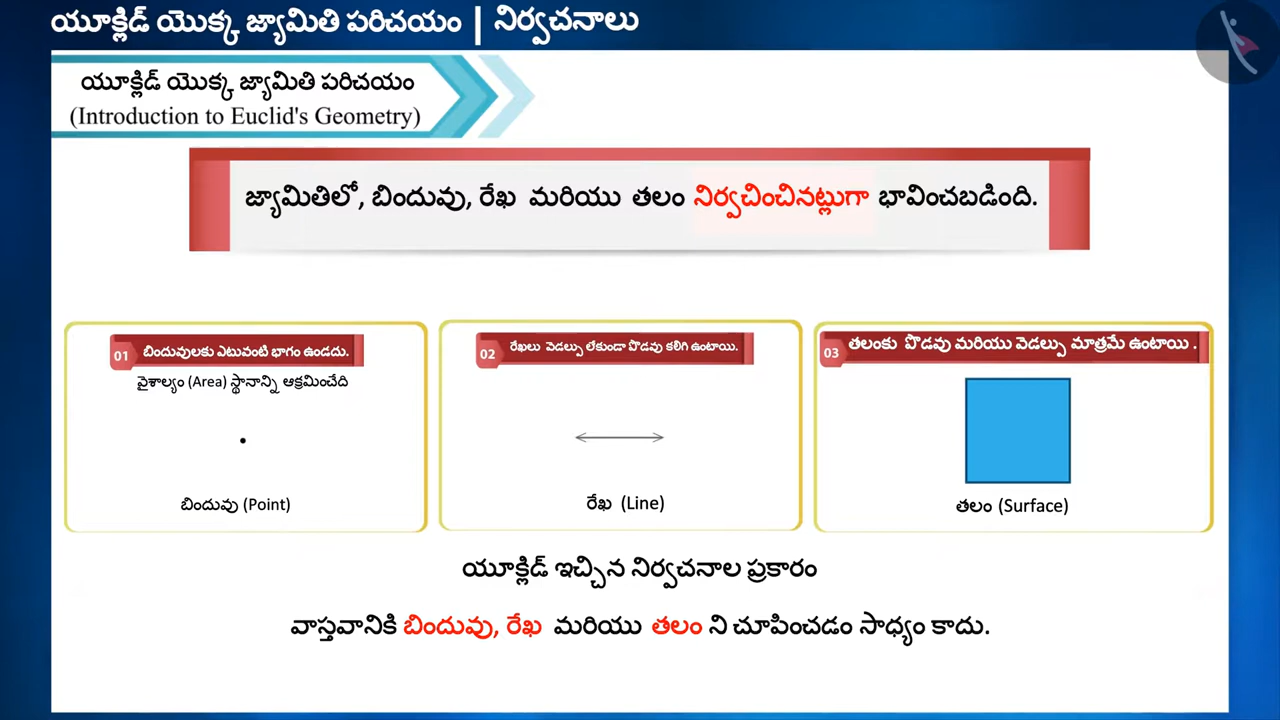 యూక్లిడ్ యొక్క జ్యామితి పరిచయం | నిర్వచనాలు
యూక్లిడ్ యొక్క జ్యామితి పరిచయం
(Introduction to Euclid's Geometry)
జ్యామితిలో, బిందువు, రేఖ మరియు తలం నిర్వచించినట్లుగా భావించబడింది.
01 బిందువులకు ఎటువంటి భాగం ఉండదు.
వైశాల్యం (Area) స్థానాన్ని ఆక్రమించేది
బిందువు (Point)
02 రేఖలు వెడల్పు లేకుండా పొడవు కలిగి ఉంటాయి.
రేఖ (Line)
03 తలంకు పొడవు మరియు వెడల్పు మాత్రమే ఉంటాయి .
తలం (Surface)
యూక్లిడ్ ఇచ్చిన నిర్వచనాల ప్రకారం
వాస్తవానికి బిందువు, రేఖ మరియు తలం ని చూపించడం సాధ్యం కాదు.